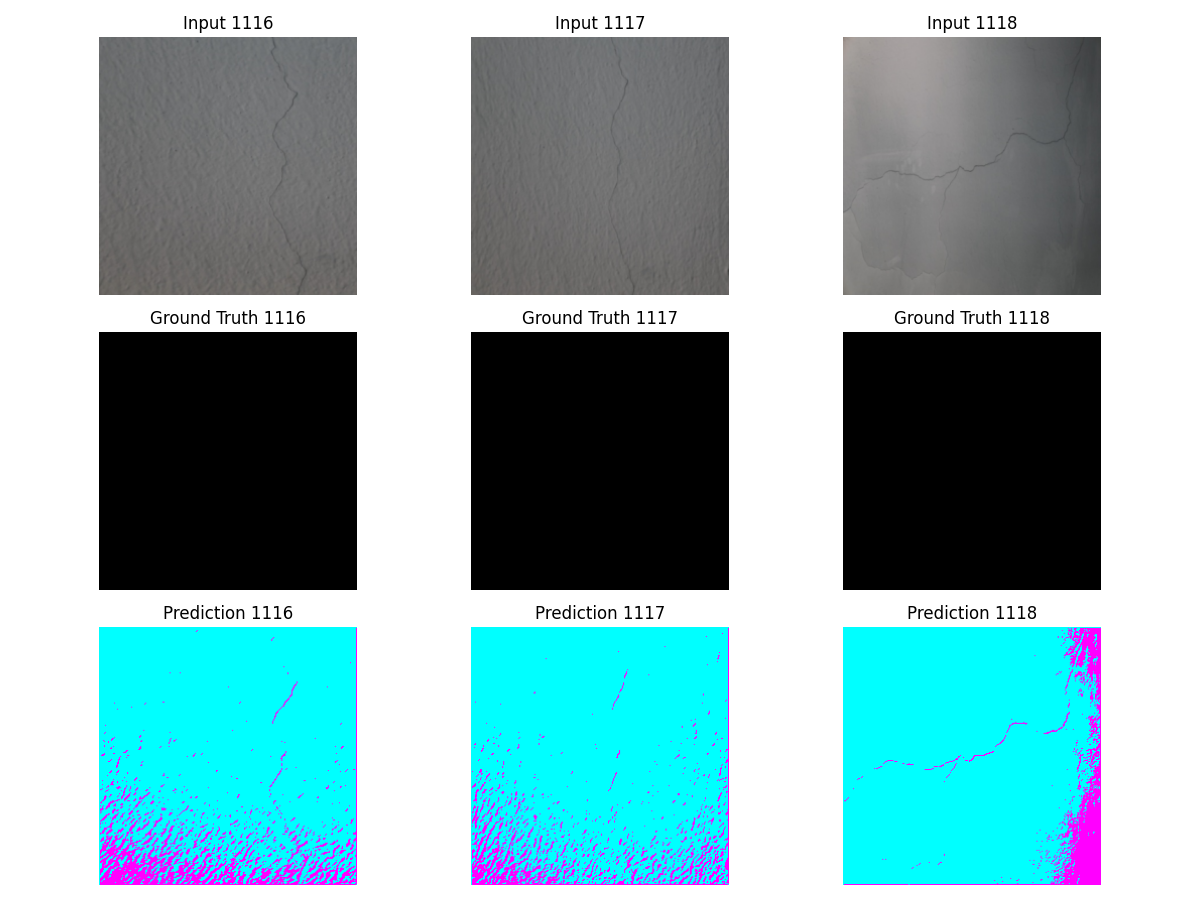 Input 1116
Input 1117
Input 1118
Ground Truth 1116
Ground Truth 1117
Ground Truth 1118
Prediction 1116
Prediction 1117
Prediction 1118